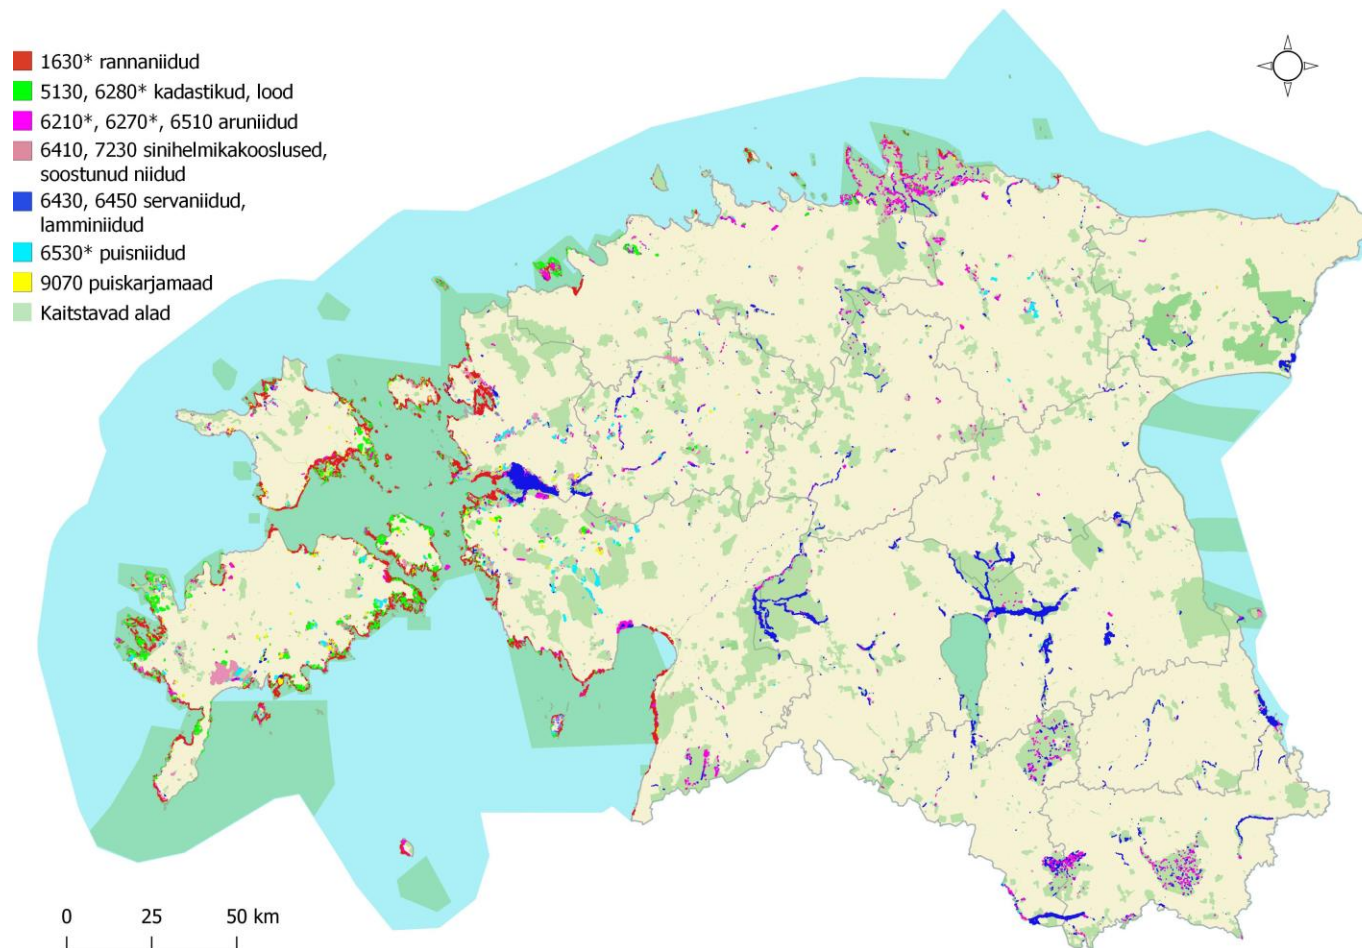 1630* rannaniidud
5130, 6280* kadastikud, lood
6210*, 6270*, 6510 aruniidud
6410, 7230 sinihelmikakooslused,
soostunud niidud
6430, 6450 servaniidud,
lamminiidud
6530* puisniidud
9070 puiskarjamaad
Kaitstavad alad
0 25 50 km